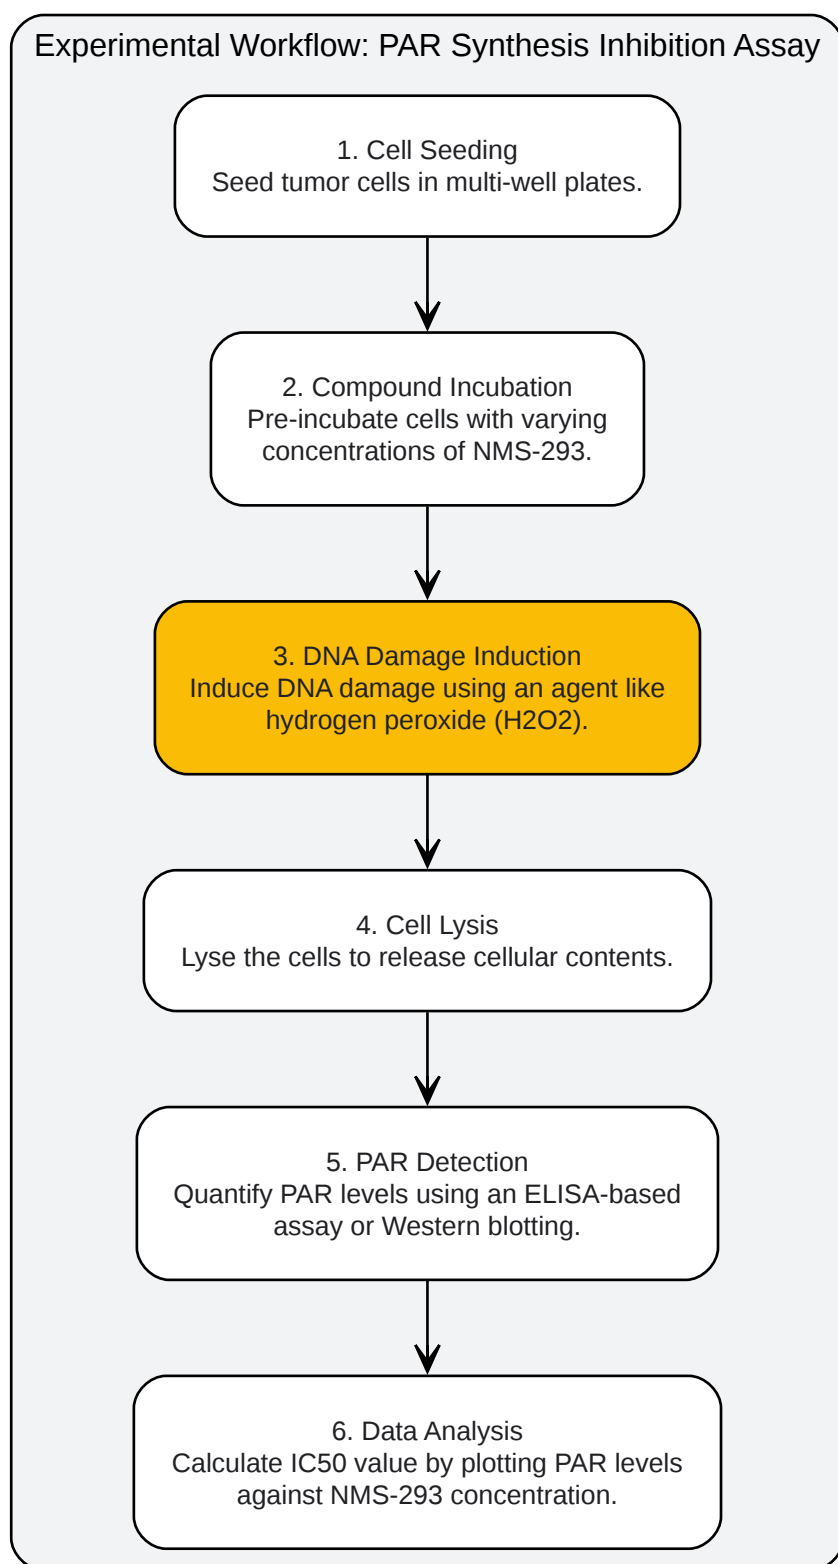 Experimental Workflow: PAR Synthesis Inhibition Assay
1. Cell Seeding
Seed tumor cells in multi-well plates.
2. Compound Incubation
Pre-incubate cells with varying
concentrations of NMS-293.
3. DNA Damage Induction
Induce DNA damage using an agent like
hydrogen peroxide (H2O2).
4. Cell Lysis
Lyse the cells to release cellular contents.
5. PAR Detection
Quantify PAR levels using an ELISA-based
assay or Western blotting.
6. Data Analysis
Calculate IC50 value by plotting PAR levels
against NMS-293 concentration.